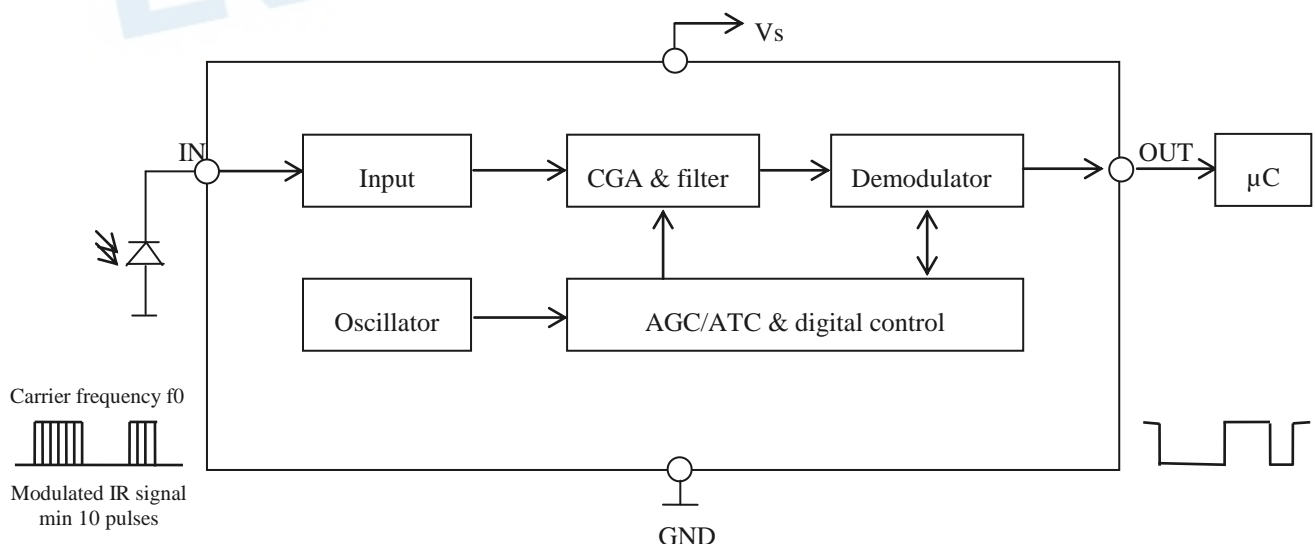 Vs
IN
Input
CGA & filter
Demodulator
OUT
µC
Oscillator
AGC/ATC & digital control
Carrier frequency f0
Modulated IR signal
min 10 pulses
GND